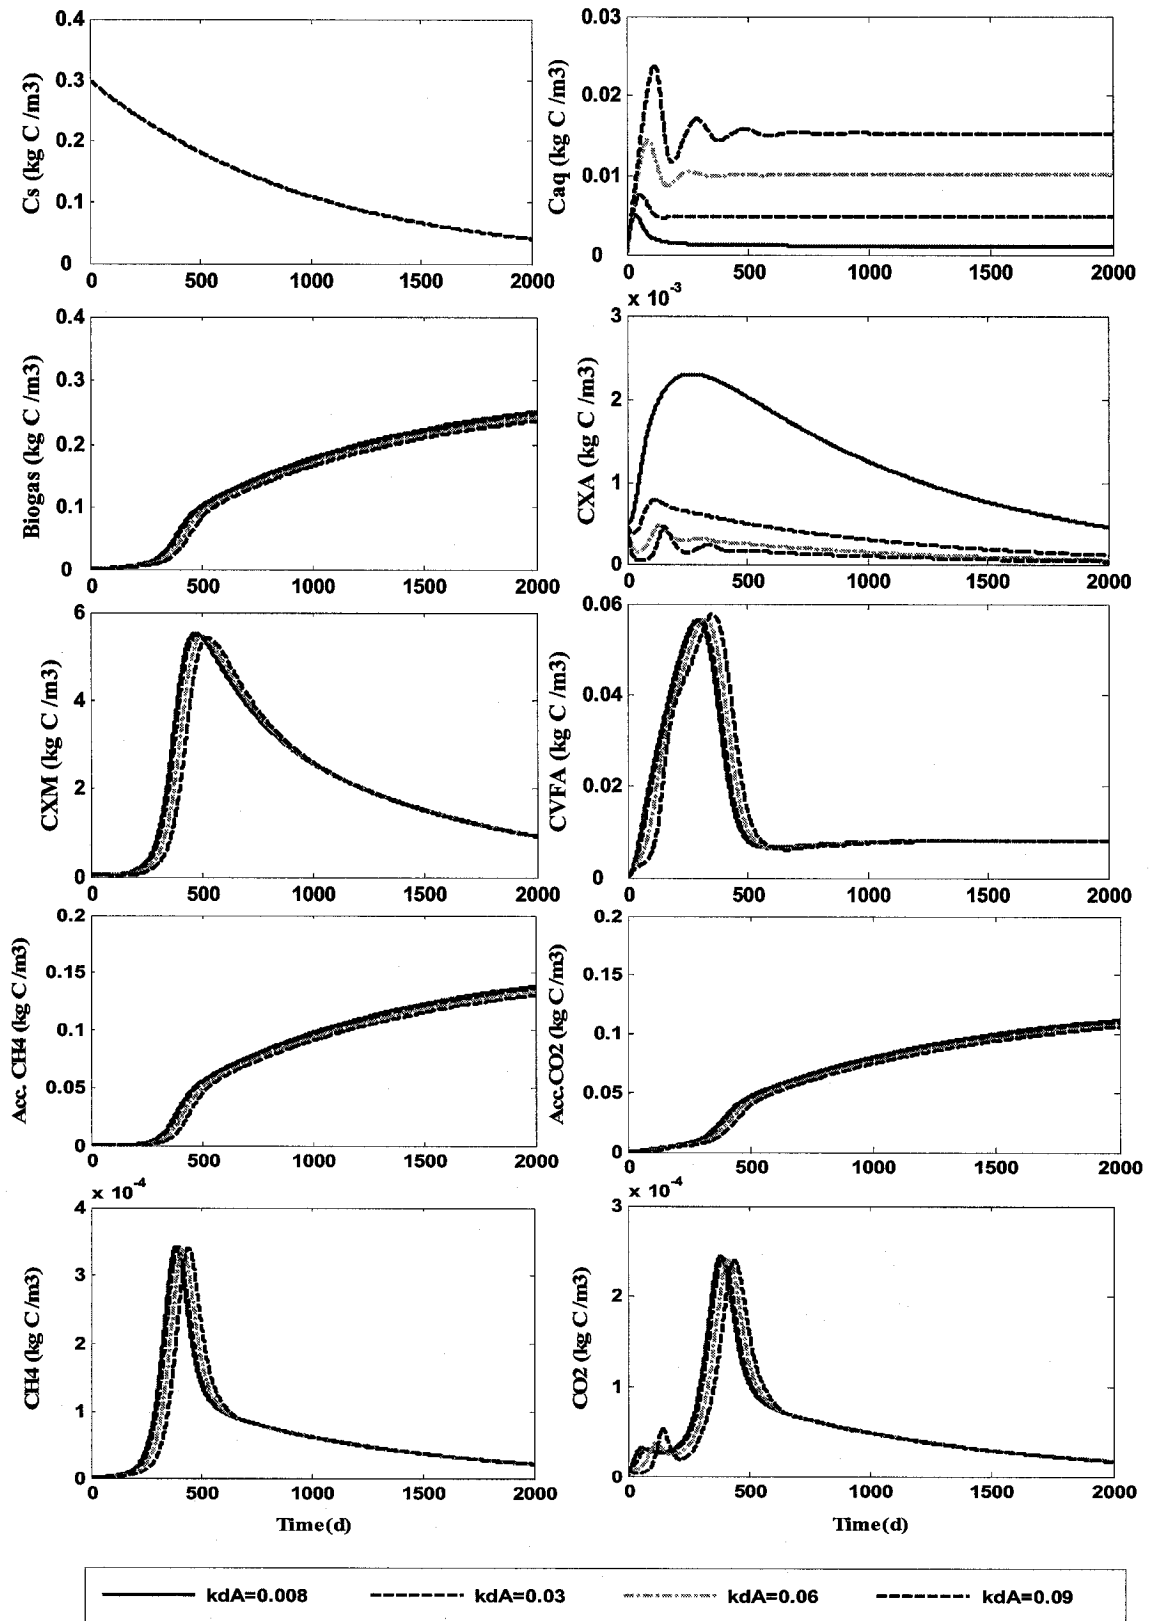 0.4
0.3
0.2
0.1
0
0 500 1000 1500 2000
Cs (kg C /m3)
0.03
0.02
0.01
0
0 500 1000 1500 2000
Caq (kg C /m3)
0.4
0.3
0.2
0.1
0
0 500 1000 1500 2000
Biogas (kg C /m3)
x 10-3
3
2
1
0
0 500 1000 1500 2000
CXA (kg C /m3)
6
4
2
0
0 500 1000 1500 2000
CXM (kg C /m3)
0.06
0.04
0.02
0
0 500 1000 1500 2000
CVFA (kg C /m3)
0.2
0.15
0.1
0.05
0
0 500 1000 1500 2000
Acc. CH4 (kg C /m3)
0.2
0.15
0.1
0.05
0
0 500 1000 1500 2000
Acc.CO2 (kg C /m3)
x 10-4
4
3
2
1
0
0 500 1000 1500 2000
CH4 (kg C /m3)
Time(d)
x 10-4
3
2
1
0
0 500 1000 1500 2000
CO2 (kg C /m3)
Time(d)
kdA=0.008 kdA=0.03 kdA=0.06 kdA=0.09